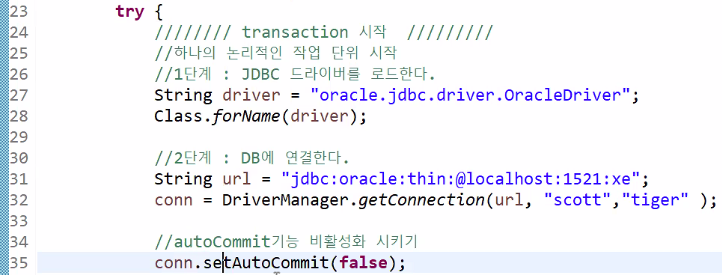 23 try {
24 //////// transaction 시작 /////////
25 //하나의 논리적인 작업 단위 시작
26 //1단계 : JDBC 드라이버를 로드한다.
27 String driver = "oracle.jdbc.driver.OracleDriver";
28 Class.forName(driver);
29
30 //2단계 : DB에 연결한다.
31 String url = "jdbc:oracle:thin:@localhost:1521:xe";
32 conn = DriverManager.getConnection(url, "scott","tiger" );
33
34 //autoCommit기능 비활성화 시키기
35 conn.setAutoCommit(false);